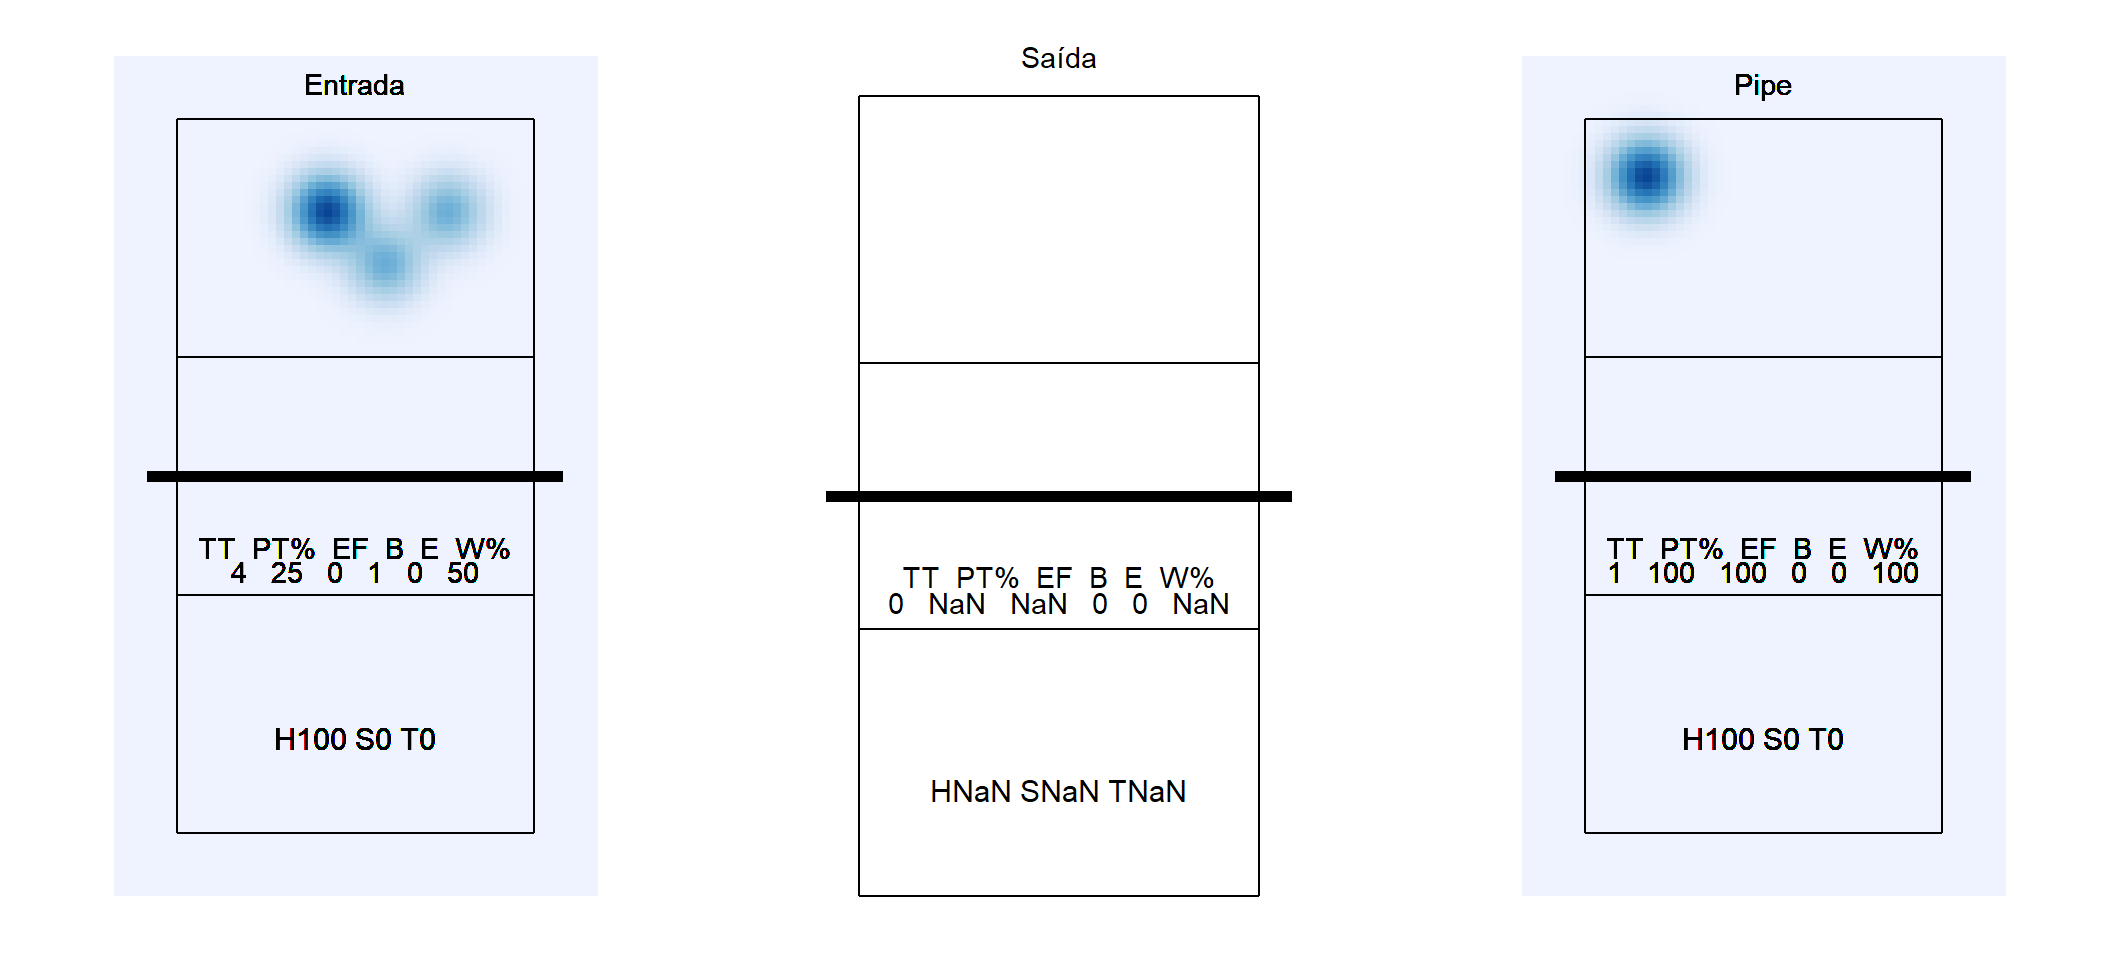 Entrada
TT PT% EF B E W%
4 25 0 1 0 50
H100 S0 T0
Saída
TT PT% EF B E W%
0 NaN NaN 0 0 NaN
HNaN SNaN TNaN
Pipe
TT PT% EF B E W%
1 100 100 0 0 100
H100 S0 T0